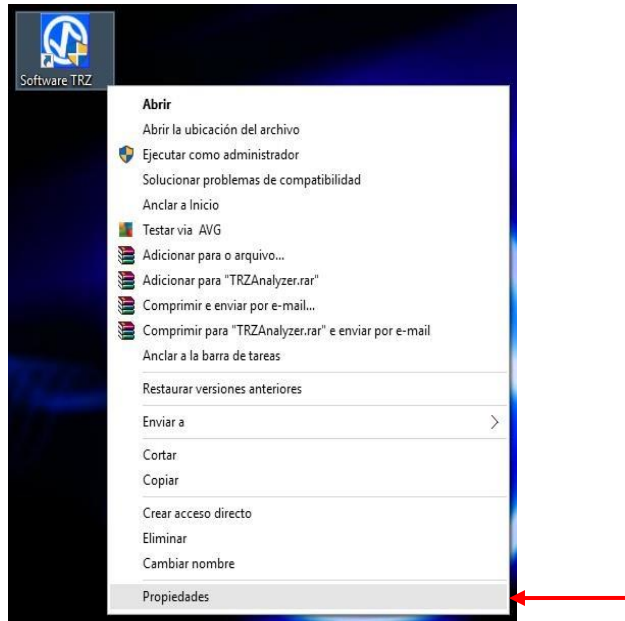 Software TRZ
Abrir
Abrir la ubicación del archivo
Ejecutar como administrador
Solucionar problemas de compatibilidad
Anclar a Inicio
Testar via AVG
Adicionar para o arquivo...
Adicionar para "TRZAnalyzer.rar"
Comprimir e enviar por e-mail...
Comprimir para "TRZAnalyzer.rar" e enviar por e-mail
Anclar a la barra de tareas
Restaurar versiones anteriores
Enviar a
Cortar
Copiar
Crear acceso directo
Eliminar
Cambiar nombre
Propiedades